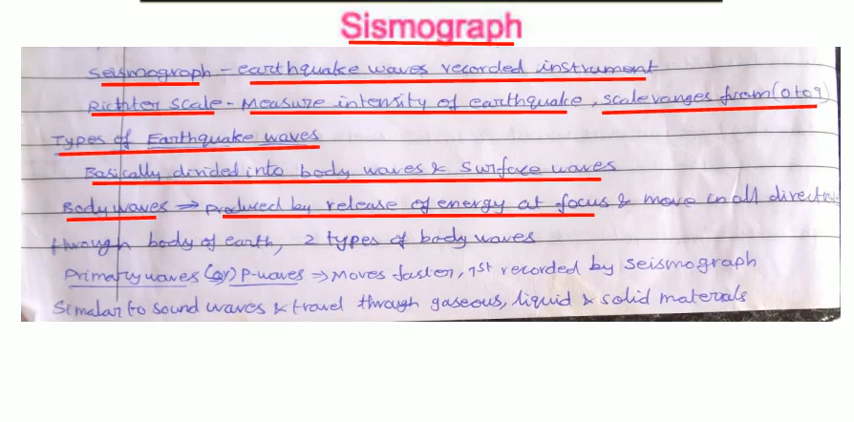 Sismograph
Seismograph - earthquake waves recorded instrument
Richter scale - Measure intensity of earthquake, scale ranges from (0 to 9)
Types of Earthquake waves
Basically divided into body waves & surface waves
Body waves ⇒ produced by release of energy at focus & move in all direction
through body of earth, 2 types of body waves
Primary waves (or) P-waves ⇒ Moves faster, 1st recorded by seismograph
Similar to sound waves & travel through gaseous, liquid & solid materials